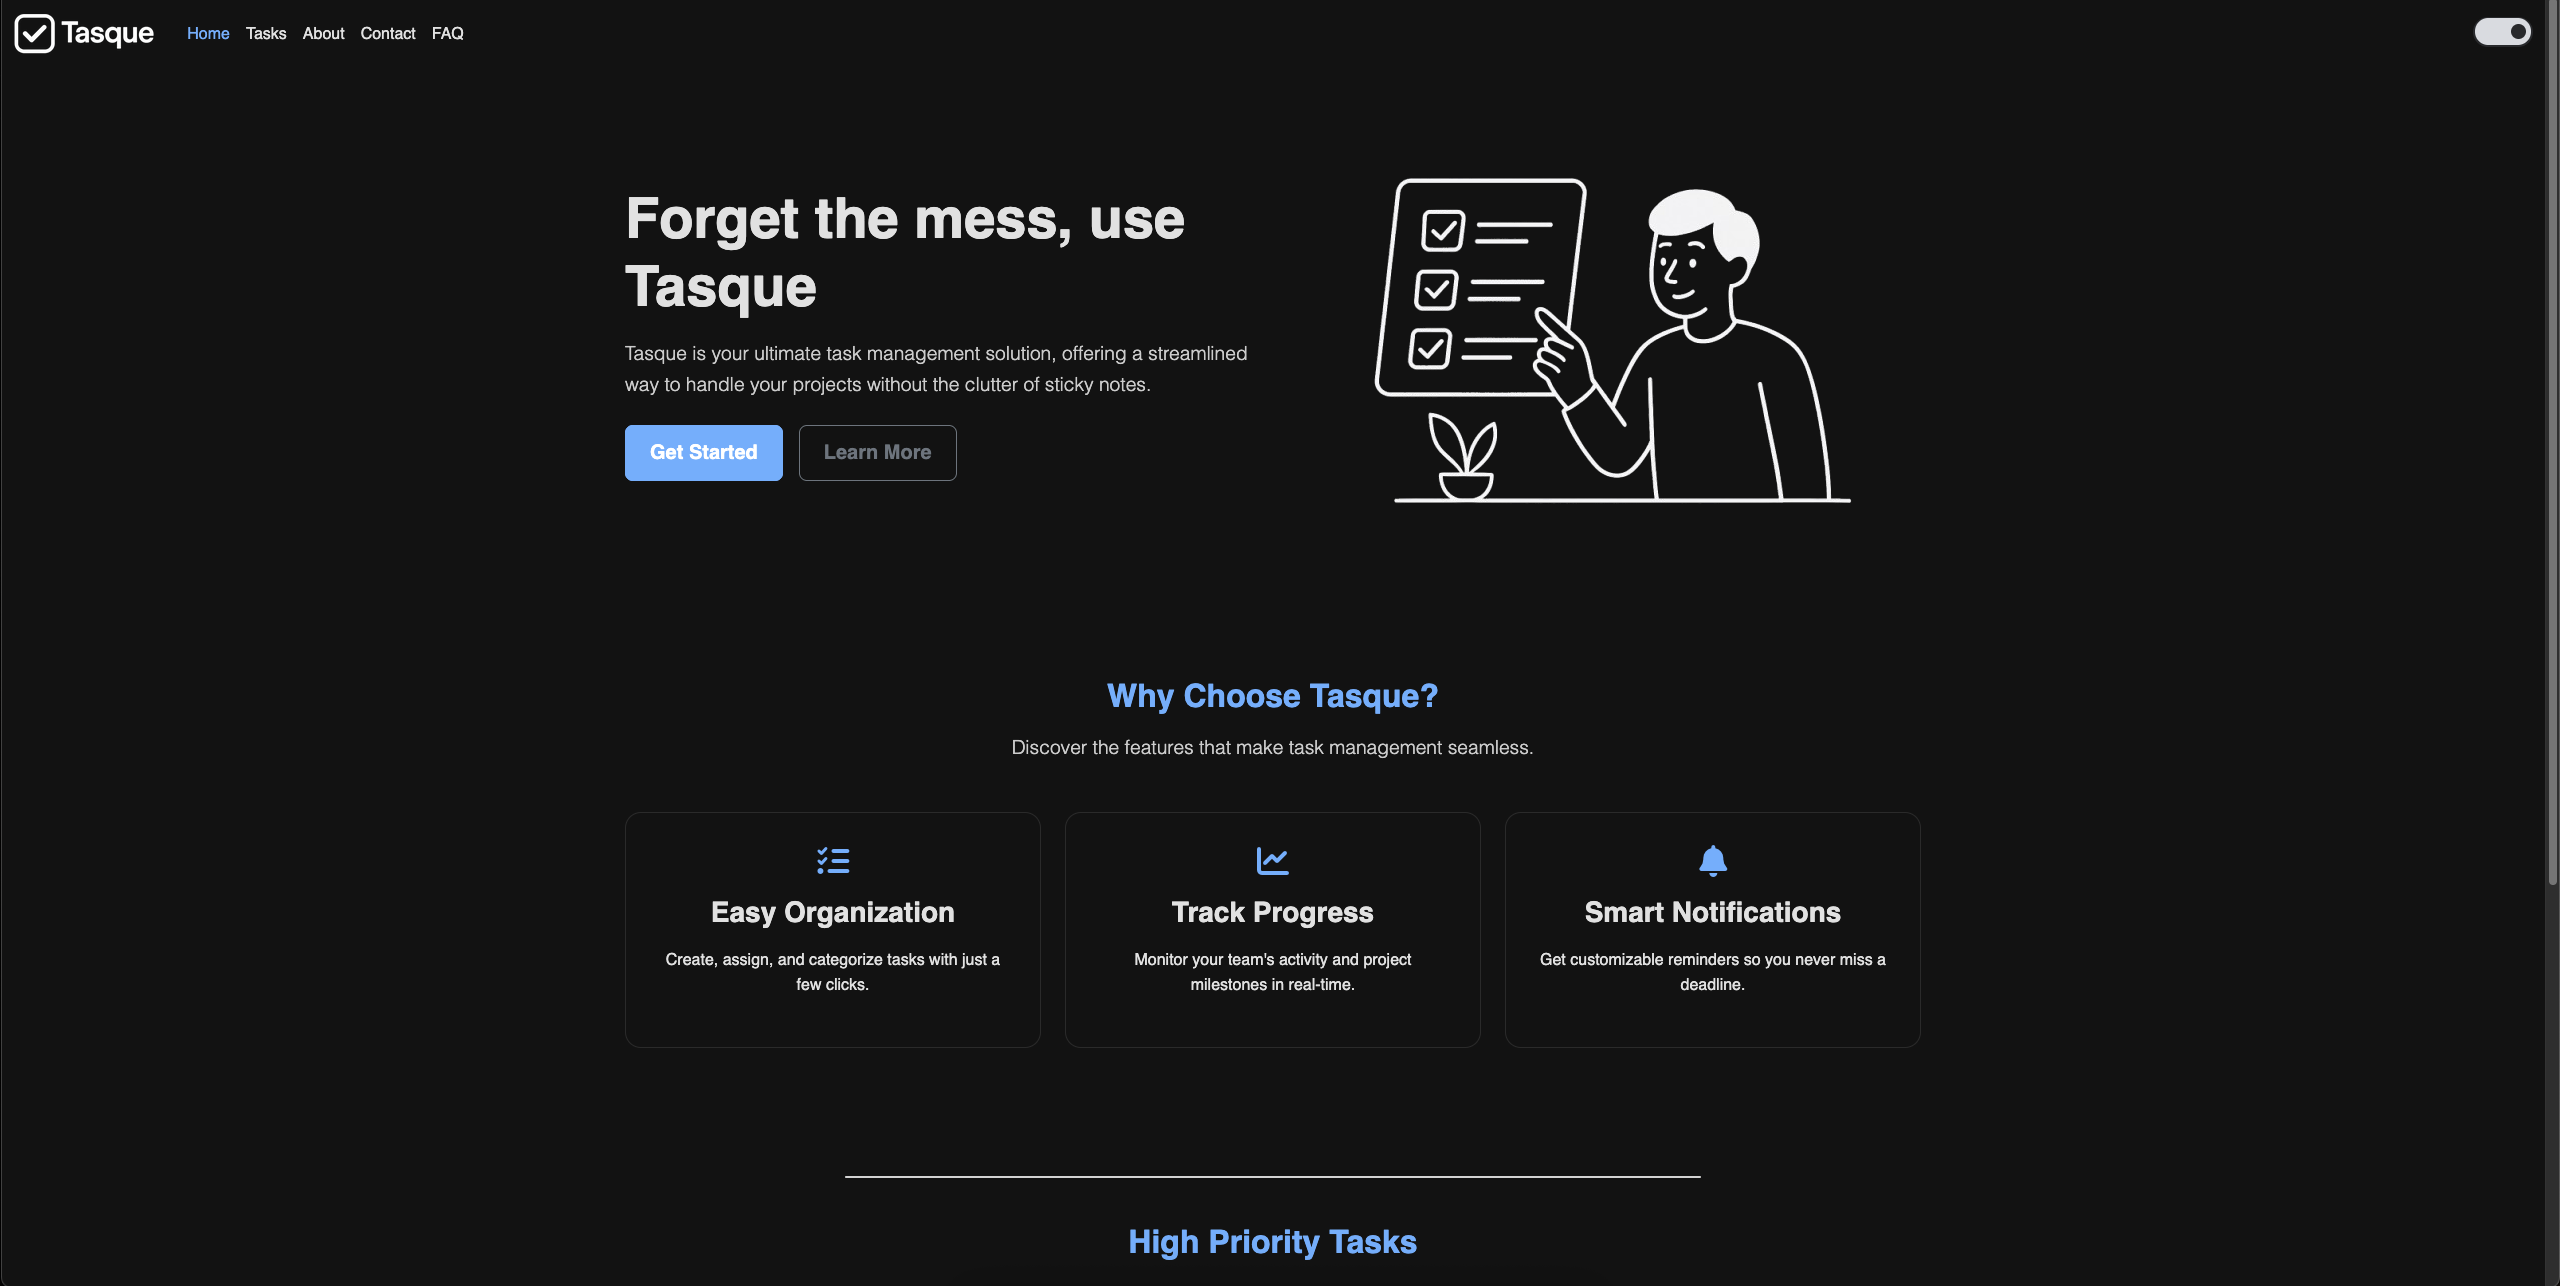 Tasque
Home Tasks About Contact FAQ
Forget the mess, use
Tasque
Tasque is your ultimate task management solution, offering a streamlined
way to handle your projects without the clutter of sticky notes.
Get Started Learn More
Why Choose Tasque?
Discover the features that make task management seamless.
Easy Organization
Create, assign, and categorize tasks with just a
few clicks.
Track Progress
Monitor your team's activity and project
milestones in real-time.
Smart Notifications
Get customizable reminders so you never miss a
deadline.
High Priority Tasks